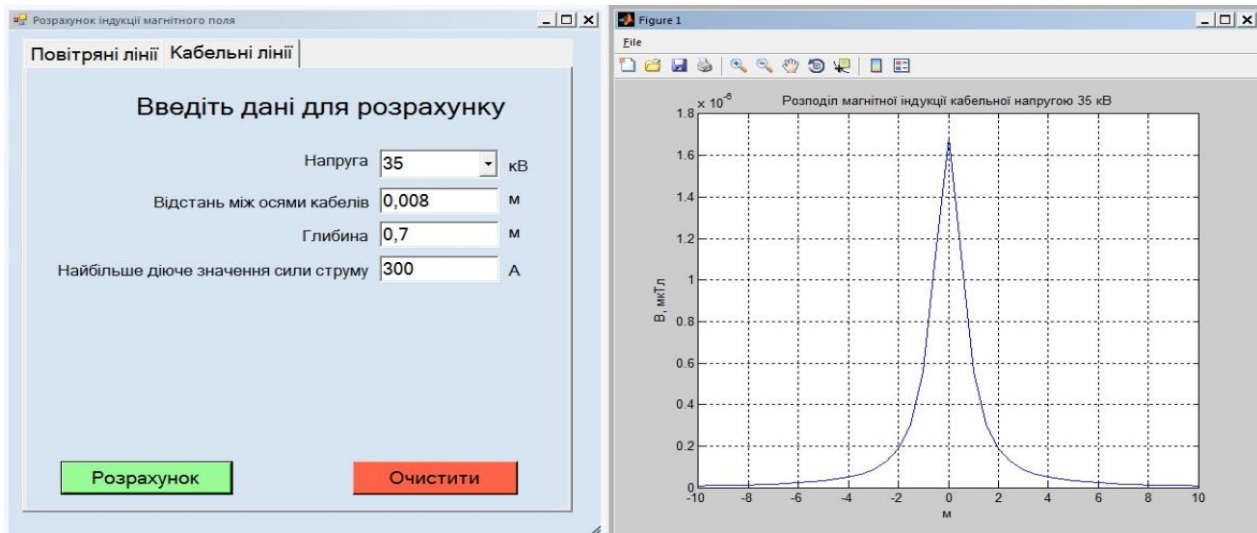 Розрахунок індукції магнітного поля
Повітряні лінії Кабельні лінії
Введіть дані для розрахунку
Напруга 35 кВ
Відстань між осями кабелів 0,008 м
Глибина 0,7 м
Найбільше діюче значення сили струму 300 А
Розрахунок Очистити
Figure 1
File
x 10-6 Розподіл магнітної індукції кабельної напругою 35 кВ
1.8
1.6
1.4
1.2
1
0.8
0.6
0.4
0.2
0
В, мкТл
-10 -8 -6 -4 -2 0 2 4 6 8 10
м